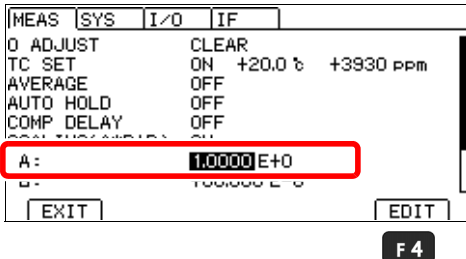 MEAS SYS I/O IF
0 ADJUST CLEAR
TC SET ON +20.0 ℃ +3930 ppm
AVERAGE OFF
AUTO HOLD OFF
COMP DELAY OFF
A: 1.0000 E+0
EXIT EDIT
F 4